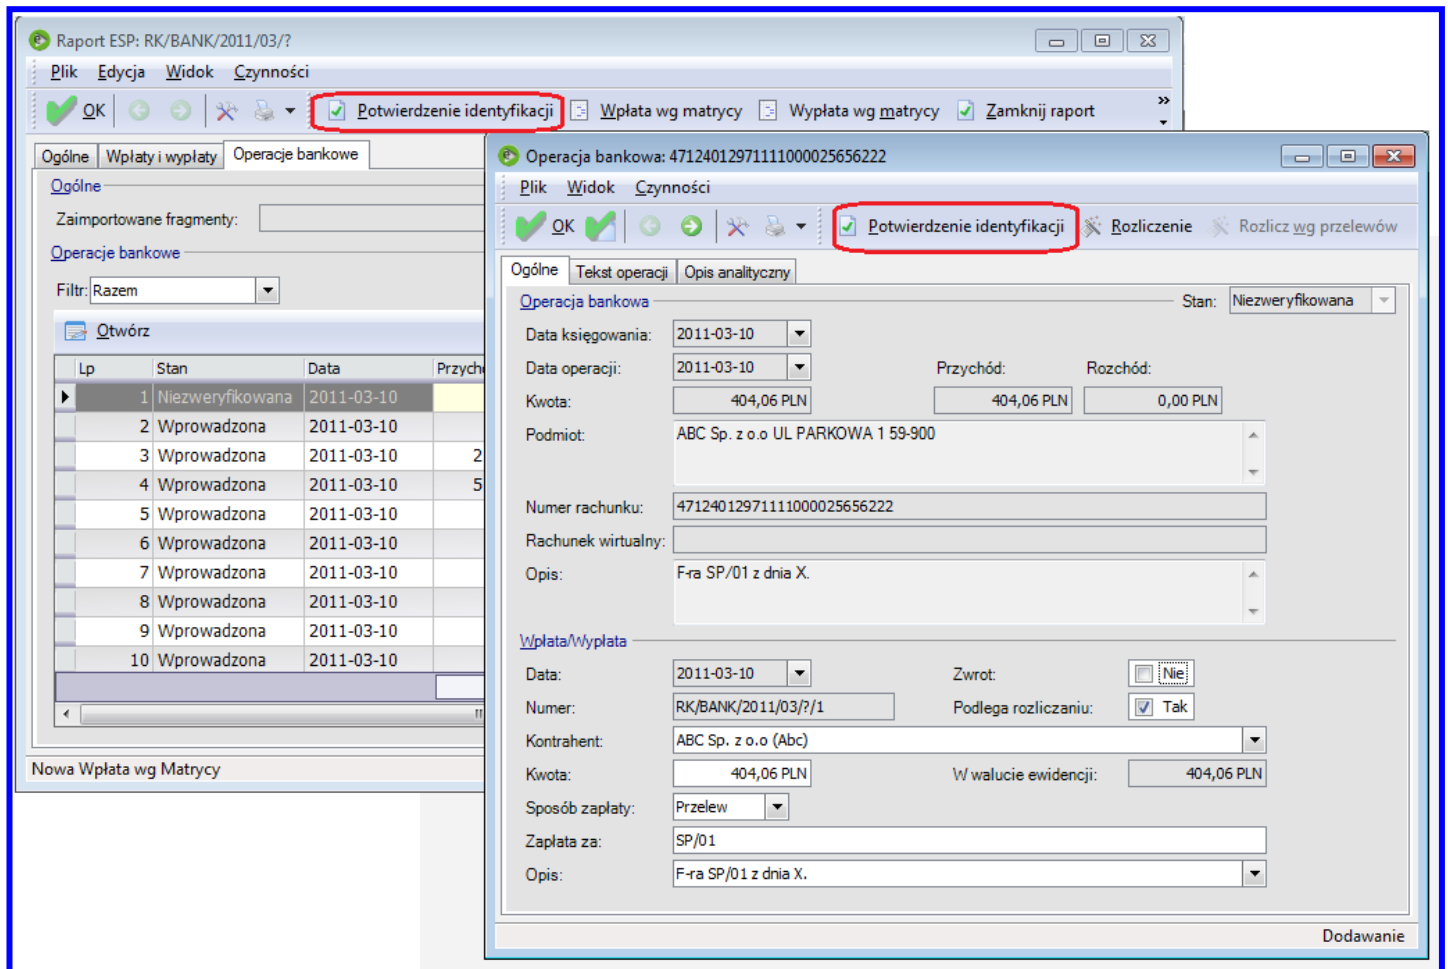 Raport ESP: RK/BANK/2011/03/?
Plik Edycja Widok Czynności
OK Potwierdzenie identyfikacji Wpłata wg matrycy Wypłata wg matrycy Zamknij raport
Ogólne Wpłaty i wypłaty Operacje bankowe
Ogólne
Zaimportowane fragmenty:
Operacje bankowe
Filtr: Razem
Otwórz
Lp Stan Data
1 Niezweryfikowana 2011-03-10
2 Wprowadzona 2011-03-10
3 Wprowadzona 2011-03-10 2
4 Wprowadzona 2011-03-10 5
5 Wprowadzona 2011-03-10
6 Wprowadzona 2011-03-10
7 Wprowadzona 2011-03-10
8 Wprowadzona 2011-03-10
9 Wprowadzona 2011-03-10
10 Wprowadzona 2011-03-10
Nowa Wpłata wg Matrycy
Operacja bankowa: 47124012971111000025656222
Plik Widok Czynności
OK Potwierdzenie identyfikacji Rozliczenie Rozlicz wg przelewów
Ogólne Tekst operacji Opis analityczny
Operacja bankowa Stan: Niezweryfikowana
Data księgowania: 2011-03-10
Data operacji: 2011-03-10 Przychód: Rozchód:
Kwota: 404,06 PLN 404,06 PLN 0,00 PLN
Podmiot: ABC Sp. z o.o UL PARKOWA 1 59-900
Numer rachunku: 47124012971111000025656222
Rachunek wirtualny:
Opis: F-ra SP/01 z dnia X.
Wpłata/Wypłata
Data: 2011-03-10 Zwrot: Nie
Numer: RK/BANK/2011/03/?/1 Podlega rozliczaniu: Tak
Kontrahent: ABC Sp. z o.o (Abc)
Kwota: 404,06 PLN W walucie ewidencji: 404,06 PLN
Sposób zapłaty: Przelew
Zapłata za: SP/01
Opis: F-ra SP/01 z dnia X.
Dodawanie